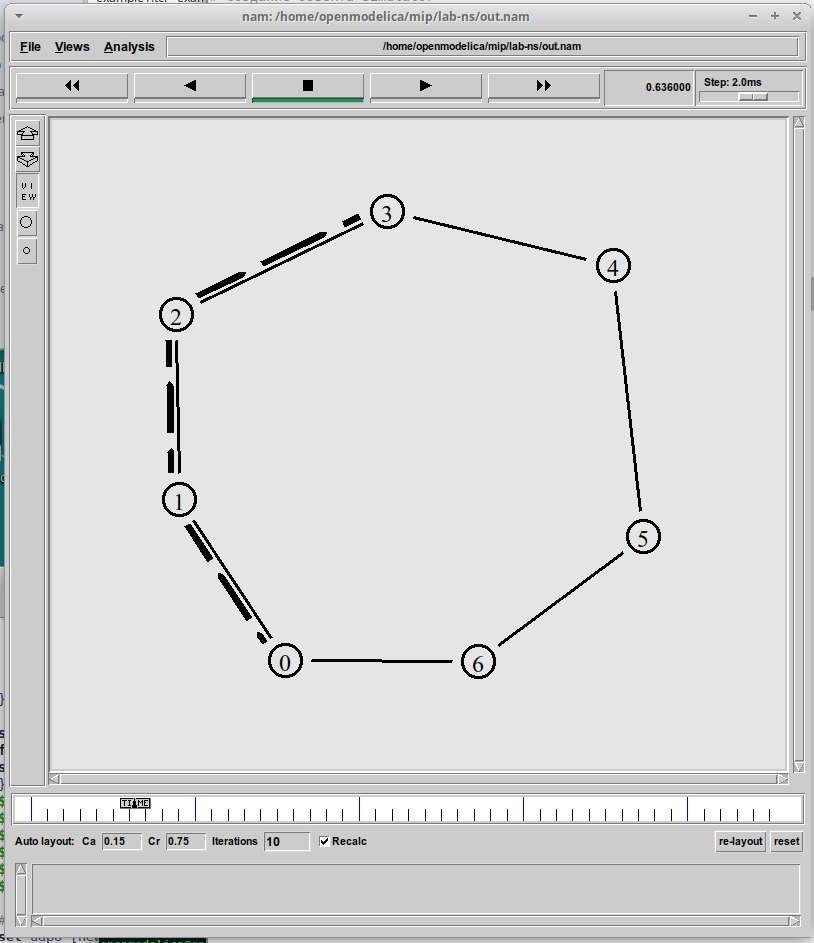 nam: /home/openmodelica/mip/lab-ns/out.nam
File Views Analysis /home/openmodelica/mip/lab-ns/out.nam
0.636000 Step: 2.0ms
VI
EW
3
4
2
1
5
0
6
TIME
Auto layout: Ca 0.15 Cr 0.75 Iterations 10 Recalc re-layout reset